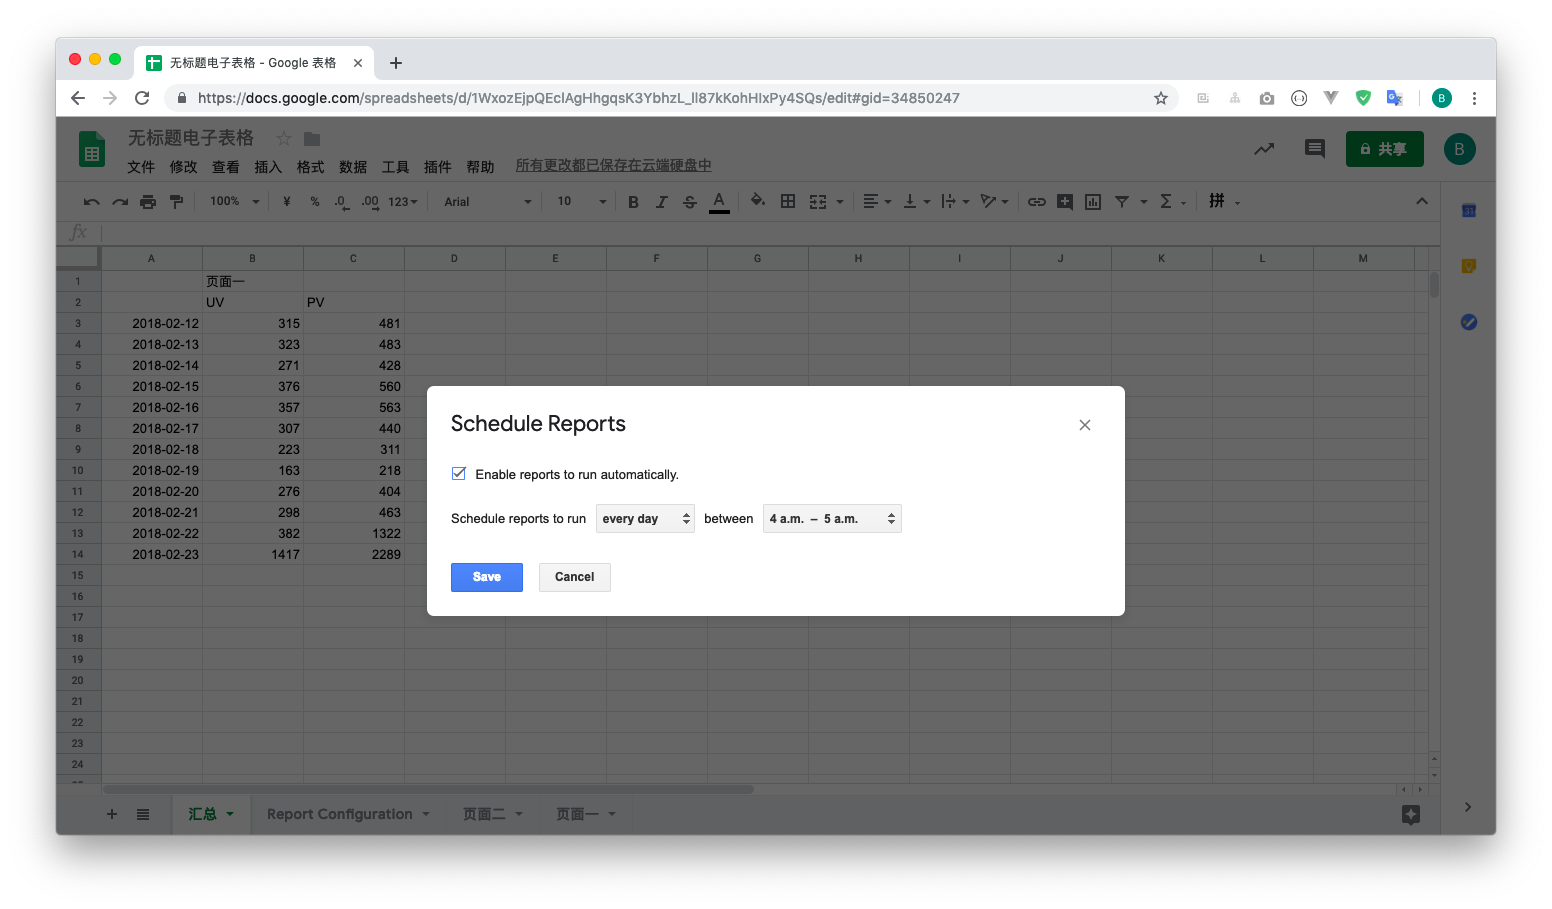 无标题电子表格 - Google 表格
https://docs.google.com/spreadsheets/d/1WxozEjpQEclAgHhgqsK3YbhzL_ll87kKohHIxPy4SQs/edit#gid=34850247
B
无标题电子表格
文件 修改 查看 插入 格式 数据 工具 插件 帮助 所有更改都已保存在云端硬盘中
共享
B
100% ¥ % .0 .00 123 Arial 10 B I S A Σ 拼
31
fx
A B C D E F G H I J K L M
1 页面一
2 UV PV
3 2018-02-12 315 481
4 2018-02-13 323 483
5 2018-02-14 271 428
6 2018-02-15 376 560
7 2018-02-16 357 563
8 2018-02-17 307 440
9 2018-02-18 223 311
10 2018-02-19 163 218
11 2018-02-20 276 404
12 2018-02-21 298 463
13 2018-02-22 382 1322
14 2018-02-23 1417 2289
15
16
17
18
19
20
21
22
23
24
Schedule Reports
Enable reports to run automatically.
Schedule reports to run every day between 4 a.m. – 5 a.m.
Save Cancel
汇总 Report Configuration 页面二 页面一